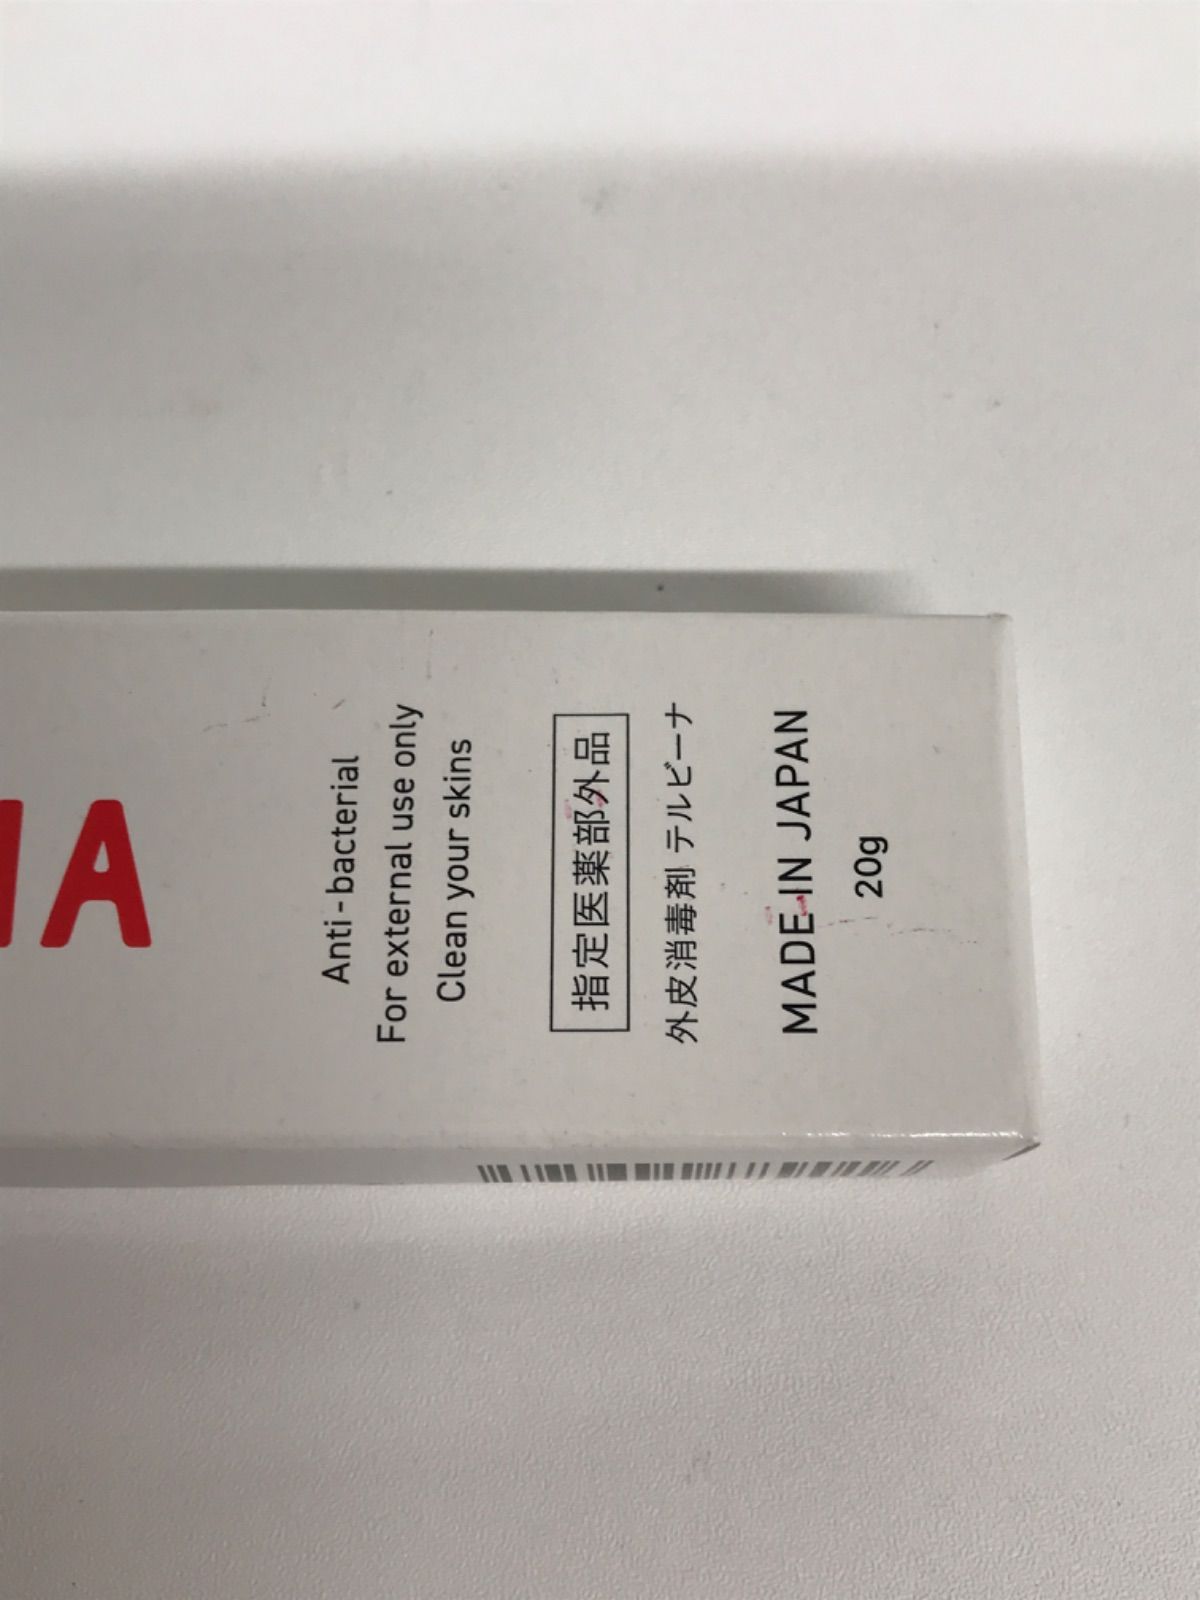 Anti-bacterial
For external use only
Clean your skins
指定医薬部外品
外皮消毒剤 テルビーナ
MADE IN JAPAN
20g